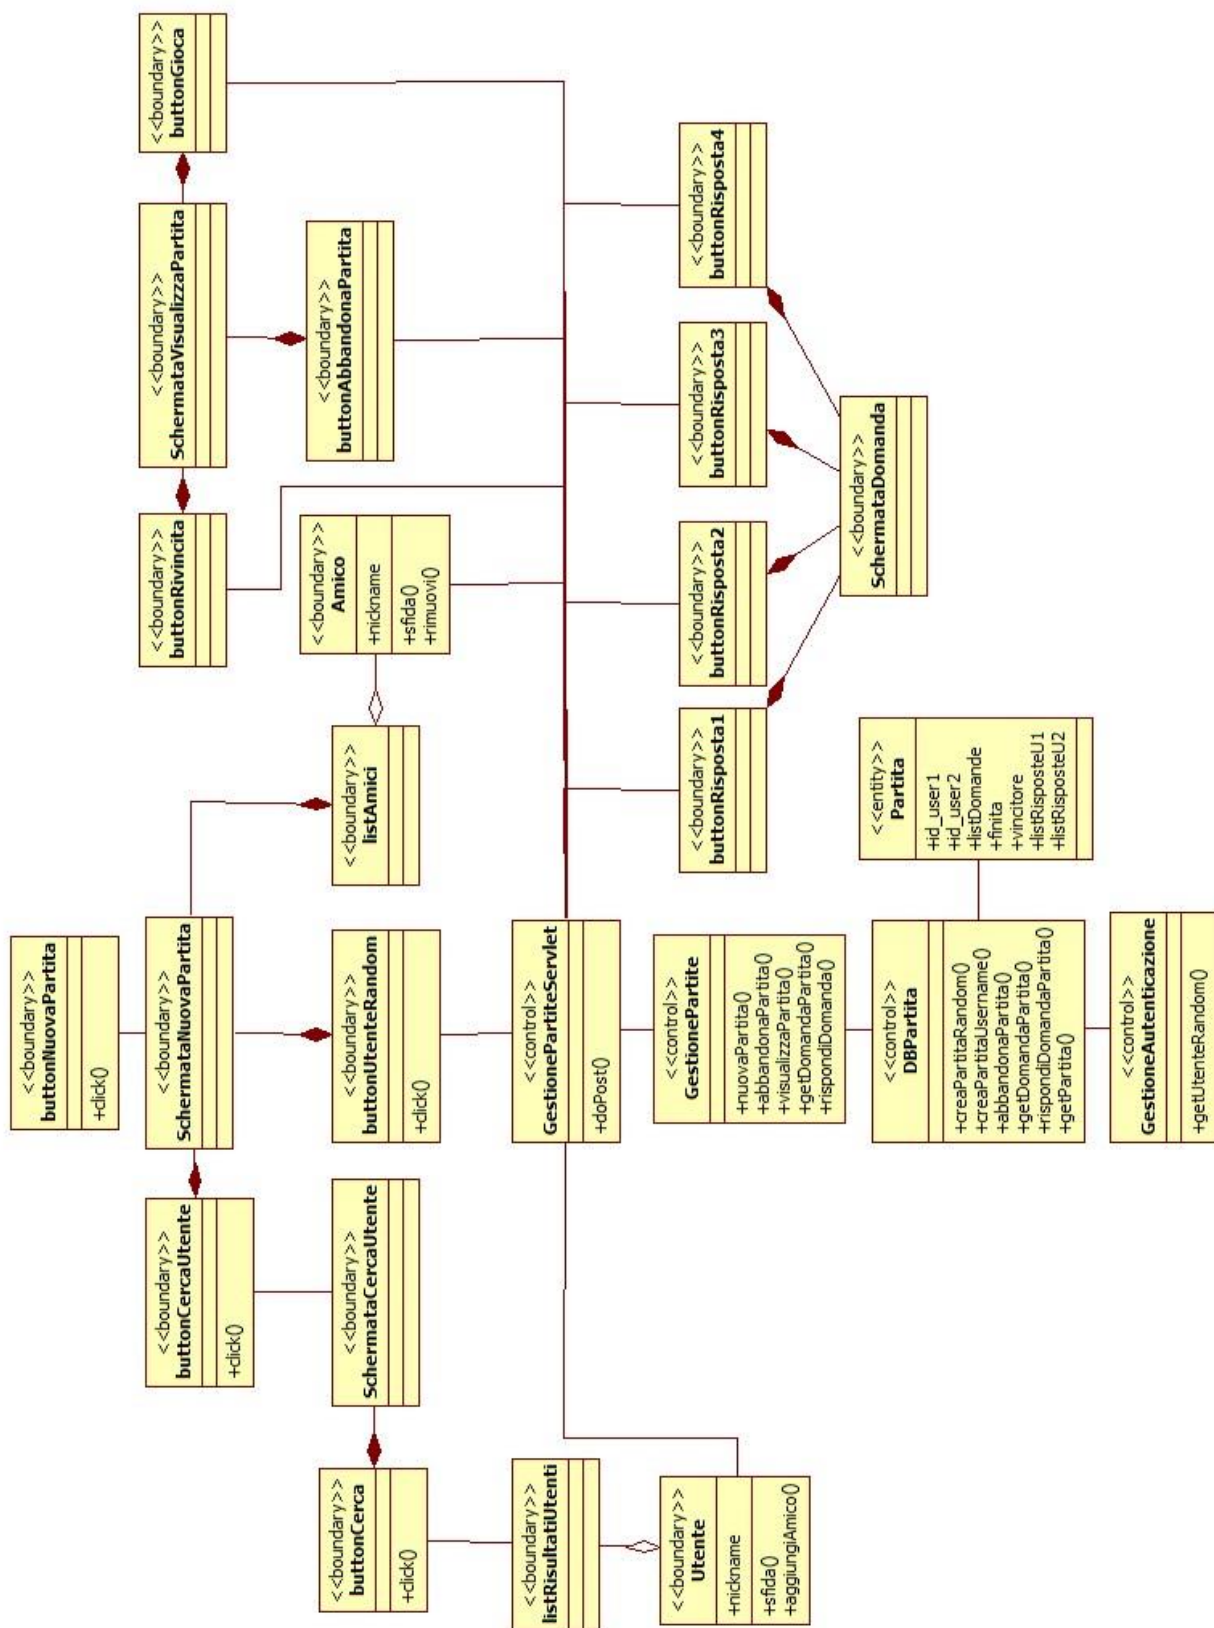 <<boundary>>
buttonCerca
+click()
<<boundary>>
listRisultatiUtenti
<<boundary>>
Utente
+nickname
+sfida()
+aggiungiAmico()
<<boundary>>
buttonCercaUtente
+click()
<<boundary>>
SchermataCercaUtente
<<boundary>>
buttonNuovaPartita
+click()
<<boundary>>
SchermataNuovaPartita
<<boundary>>
buttonUtenteRandom
+click()
<<control>>
GestionePartiteServlet
+doPost()
<<control>>
GestionePartite
+nuovaPartita()
+abbandonaPartita()
+visualizzaPartita()
+getDomandaPartita()
+rispondiDomanda()
<<control>>
DBPartita
+creaPartitaRandom()
+creaPartitaUsername()
+abbandonaPartita()
+getDomandaPartita()
+rispondiDomandaPartita()
+getPartita()
<<control>>
GestioneAutenticazione
+getUtenteRandom()
<<boundary>>
listAmici
<<entity>>
Partita
+id_user1
+id_user2
+listDomande
+finita
+vincitore
+listRisposteU1
+listRisposteU2
<<boundary>>
buttonRivincita
<<boundary>>
Amico
+nickname
+sfida()
+rimuovi()
<<boundary>>
buttonRisposta1
<<boundary>>
buttonRisposta2
<<boundary>>
SchermataVisualizzaPartita
<<boundary>>
buttonAbbandonaPartita
<<boundary>>
buttonRisposta3
<<boundary>>
SchermataDomanda
<<boundary>>
buttonGioca
<<boundary>>
buttonRisposta4